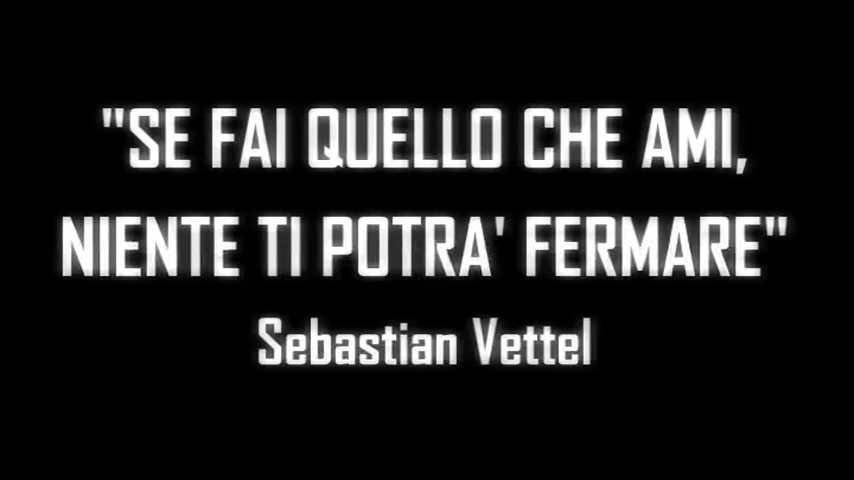 "SE FAI QUELLO CHE AMI,
NIENTE TI POTRA' FERMARE"
Sebastian Vettel